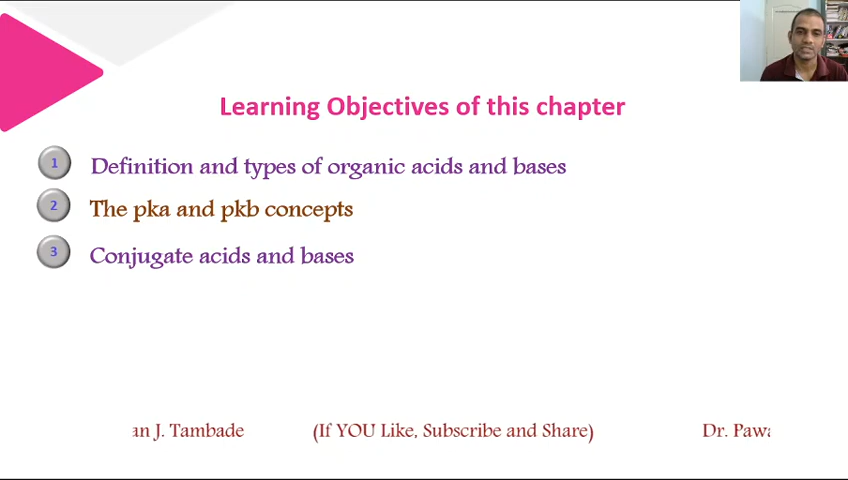 Learning Objectives of this chapter
1 Definition and types of organic acids and bases
2 The pka and pkb concepts
3 Conjugate acids and bases
an J. Tambade (If YOU Like, Subscribe and Share) Dr. Pawa